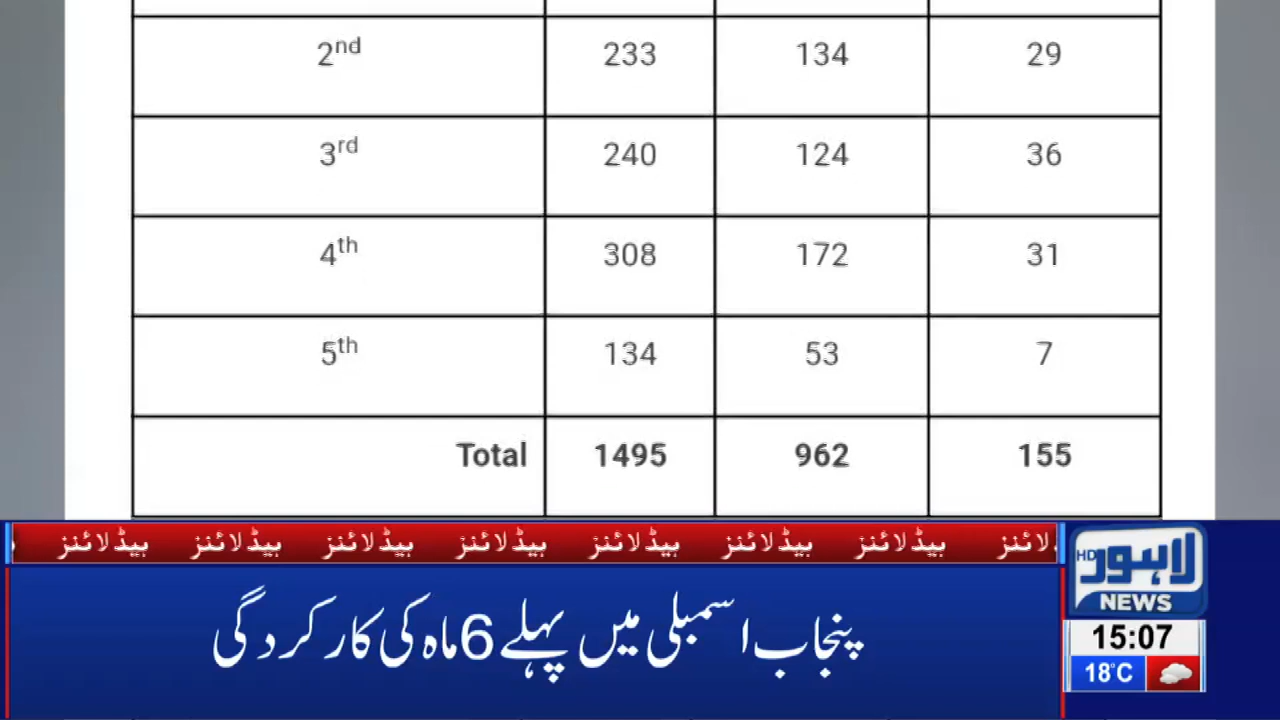 2nd 233 134 29
3rd 240 124 36
4th 308 172 31
5th 134 53 7
Total 1495 962 155
ہیڈلائنز ہیڈلائنز ہیڈلائنز ہیڈلائنز ہیڈلائنز ہیڈلائنز ہیڈلائنز لائنز
پنجاب اسمبلی میں پہلے 6 ماہ کی کارکردگی
لاہور HD
NEWS
15:07
18°C